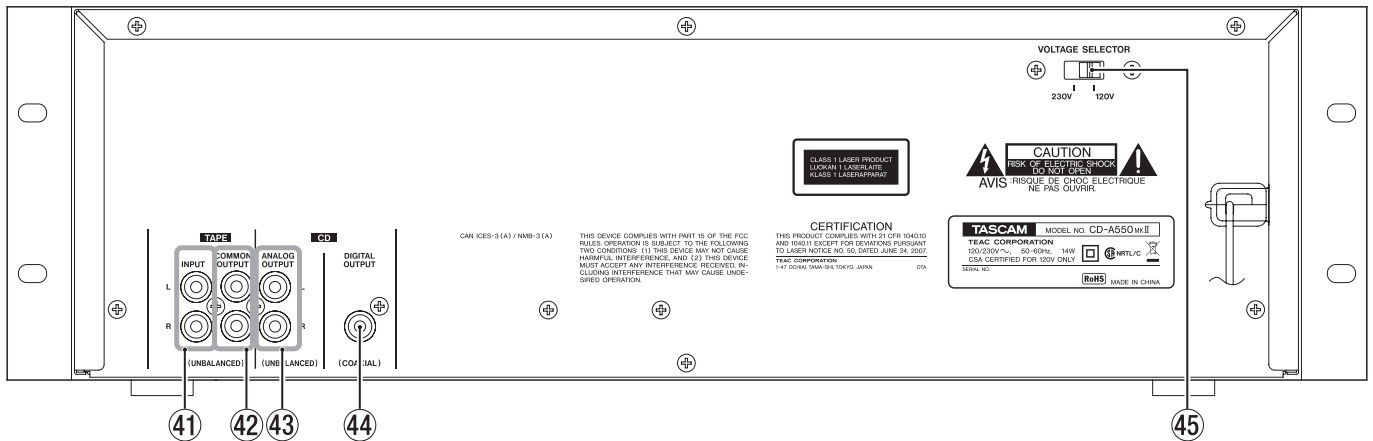 VOLTAGE SELECTOR
230V 120V
CLASS 1 LASER PRODUCT
LUOKAN 1 LASERLAITE
KLASS 1 LASERAPPARAT
CAUTION
RISK OF ELECTRIC SHOCK
DO NOT OPEN
AVIS :RISQUE DE CHOC ELECTRIQUE
NE PAS OUVRIR.
TAPE CD
INPUT
COMMON
OUTPUT
ANALOG
OUTPUT
DIGITAL
OUTPUT
L L
R R
(UNBALANCED) (UNBALANCED) (COAXIAL)
CAN ICES-3 (A) / NMB-3 (A)
THIS DEVICE COMPLIES WITH PART 15 OF THE FCC
RULES. OPERATION IS SUBJECT TO THE FOLLOWING
TWO CONDITIONS: (1) THIS DEVICE MAY NOT CAUSE
HARMFUL INTERFERENCE, AND (2) THIS DEVICE
MUST ACCEPT ANY INTERFERENCE RECEIVED, IN-
CLUDING INTERFERENCE THAT MAY CAUSE UNDE-
SIRED OPERATION.
CERTIFICATION
THIS PRODUCT COMPLIES WITH 21 CFR 1040.10
AND 1040.11 EXCEPT FOR DEVIATIONS PURSUANT
TO LASER NOTICE NO. 50, DATED JUNE 24, 2007.
TEAC CORPORATION
1-47 OCHIAI, TAMA-SHI, TOKYO, JAPAN DTA
TASCAM MODEL NO. CD-A550MKII
TEAC CORPORATION
120/230V~, 50-60Hz, 14W
CSA CERTIFIED FOR 120V ONLY
NRTL/C
SERIAL NO.
RoHS MADE IN CHINA
41 42 43 44 45